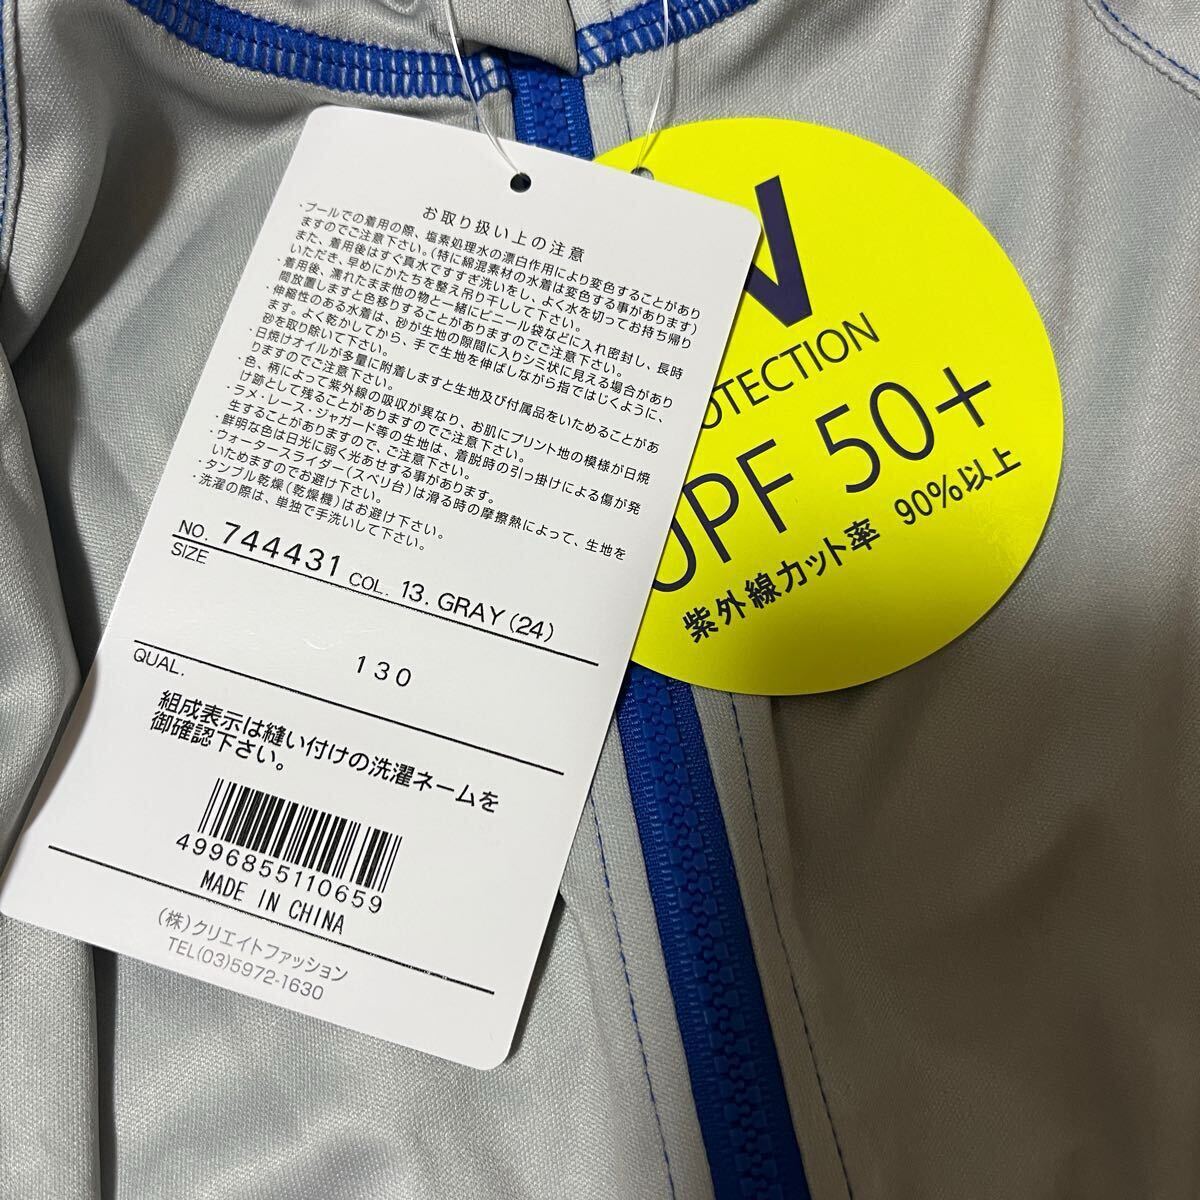 お取り扱い上の注意
・プールでの着用の際、塩素処理水の漂白作用により変色することがあり
ますのでご注意下さい。(特に綿混素材の水着は変色する事があります)
また、着用後はすぐ真水ですすぎ洗いをし、よく水を切ってお持ち帰り
いただき、早めにかたちを整え吊り干しして下さい。
・着用後、濡れたまま他の物と一緒にビニール袋などに入れ密封し、長時
間放置しますと色移りすることがありますのでご注意下さい。
・伸縮性のある水着は、砂が生地の隙間に入りシミ状に見える場合があり
ます。よく乾かしてから、手で生地を伸ばしながら指ではじくように、
砂を取り除いて下さい。
・日焼けオイルが多量に附着しますと生地及び付属品をいためることがあ
りますのでご注意下さい。
・色、柄によって紫外線の吸収が異なり、お肌にプリント地の模様が日焼
け跡として残ることがありますのでご注意下さい。
・ラメ・レース・ジャガード等の生地は、着脱時の引っ掛けによる傷が発
生することがありますので、ご注意下さい。
・鮮明な色は日光に弱く光あせする事があります。
・ウォータースライダー(スベリ台)は滑る時の摩擦熱によって、生地を
いためますのでお避け下さい。
・タンブル乾燥(乾燥機)はお避け下さい。
・洗濯の際は、単独で手洗いして下さい。
NO. 744431 COL. 13. GRAY(24)
SIZE
130
QUAL.
組成表示は縫い付けの洗濯ネームを
御確認下さい。
4996855110659
MADE IN CHINA
(株)クリエイトファッション
TEL(03)5972-1630
OTECTION
UPF 50+
紫外線カット率 90%以上